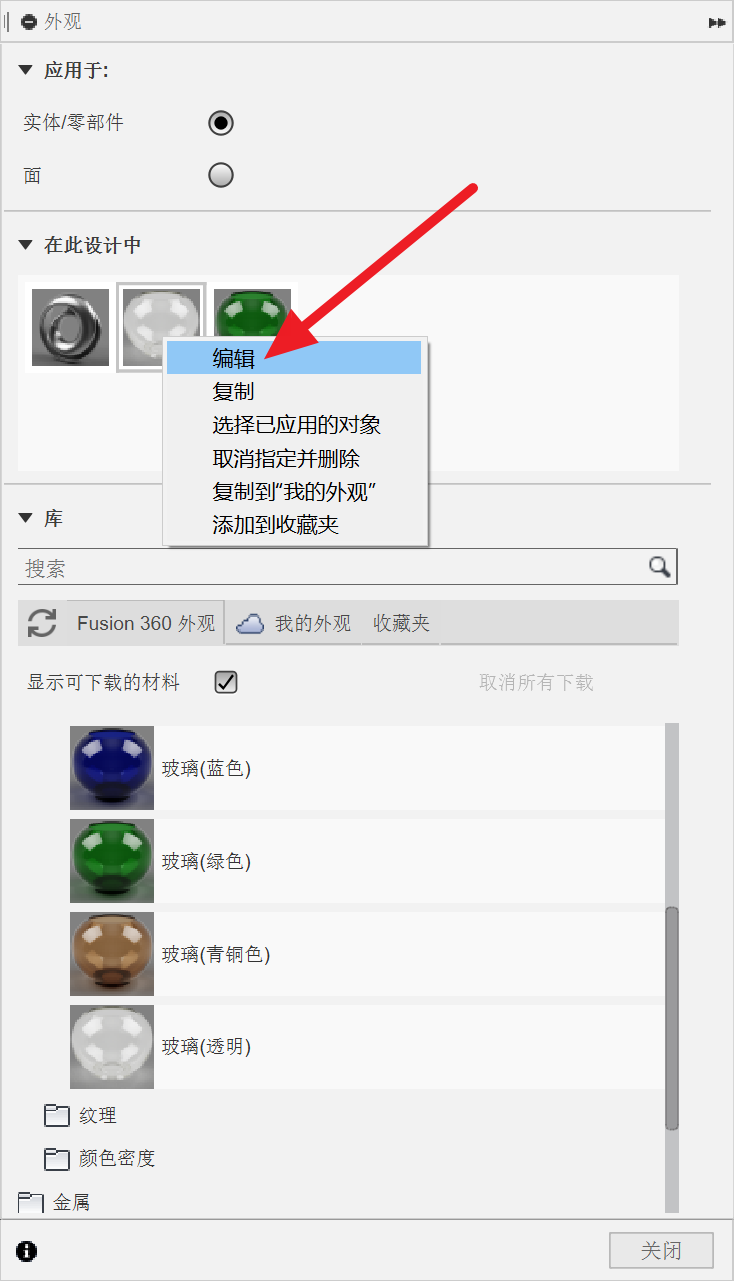 外观
应用于:
实体/零部件
面
在此设计中
编辑
复制
选择已应用的对象
取消指定并删除
复制到“我的外观”
添加到收藏夹
库
搜索
Fusion 360 外观 我的外观 收藏夹
显示可下载的材料 取消所有下载
玻璃(蓝色)
玻璃(绿色)
玻璃(青铜色)
玻璃(透明)
纹理
颜色密度
金属
关闭